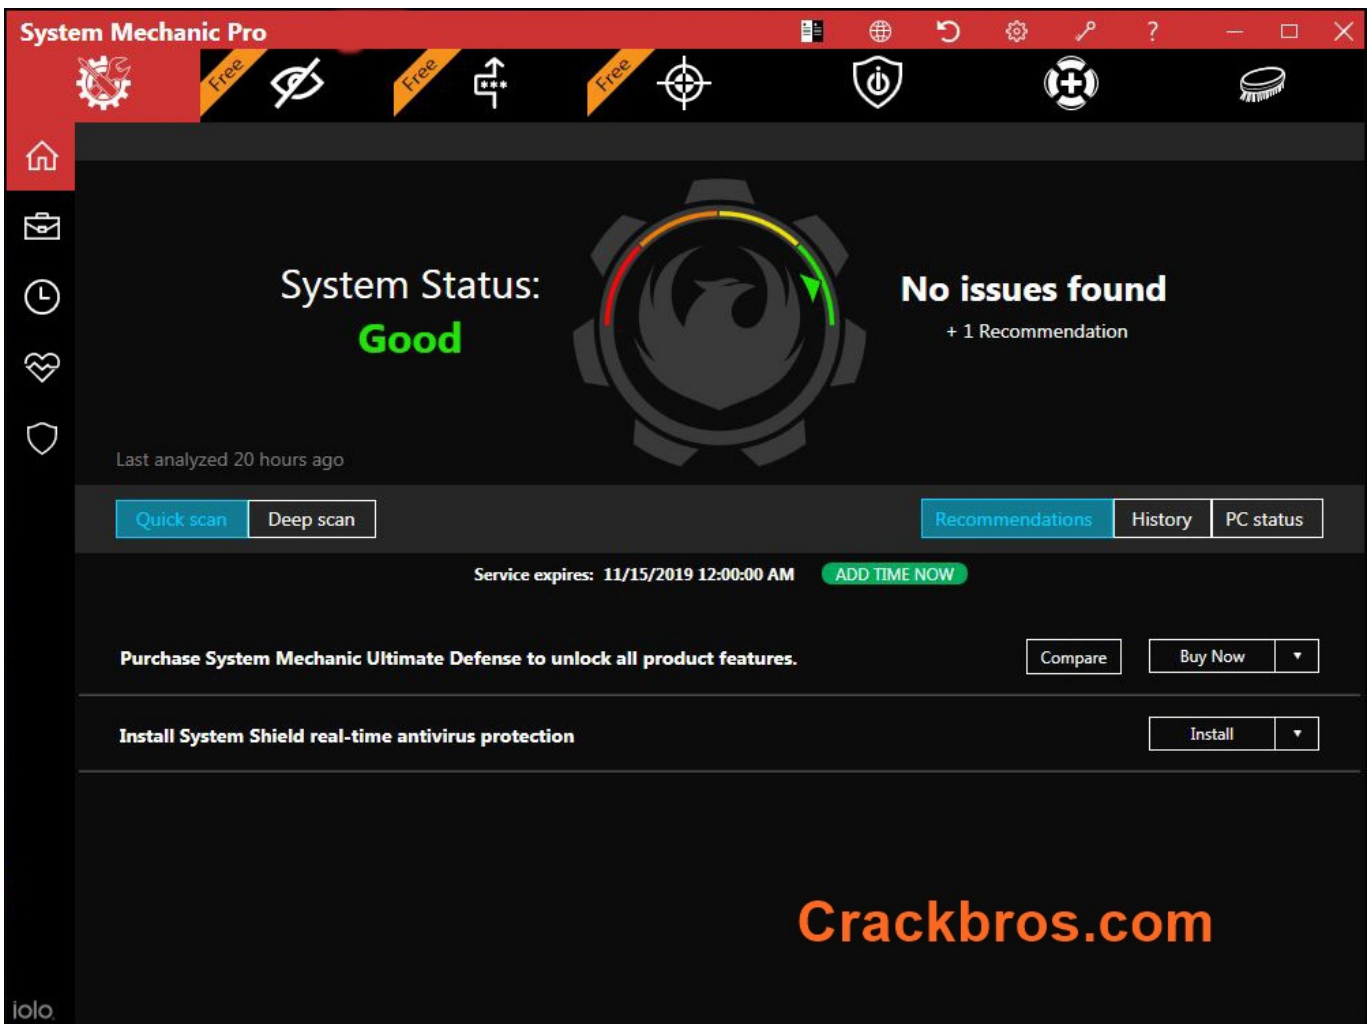 System Mechanic Pro
?
Free
Free
***
Free
System Status:
Good
No issues found
+ 1 Recommendation
Last analyzed 20 hours ago
Quick scan Deep scan Recommendations History PC status
Service expires: 11/15/2019 12:00:00 AM ADD TIME NOW
Purchase System Mechanic Ultimate Defense to unlock all product features. Compare Buy Now
Install System Shield real-time antivirus protection Install
Crackbros.com
iolo